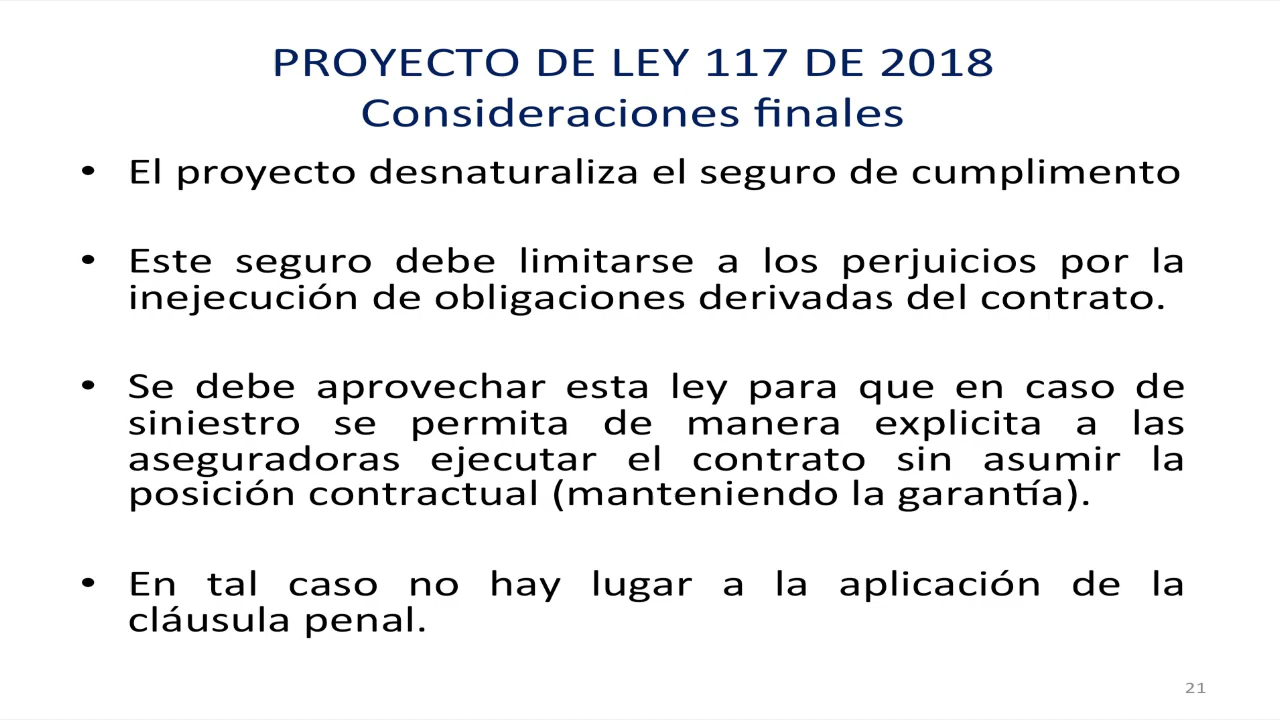 PROYECTO DE LEY 117 DE 2018
Consideraciones finales
• El proyecto desnaturaliza el seguro de cumplimento
• Este seguro debe limitarse a los perjuicios por la
inejecución de obligaciones derivadas del contrato.
• Se debe aprovechar esta ley para que en caso de
siniestro se permita de manera explicita a las
aseguradoras ejecutar el contrato sin asumir la
posición contractual (manteniendo la garantía).
• En tal caso no hay lugar a la aplicación de la
cláusula penal.
21